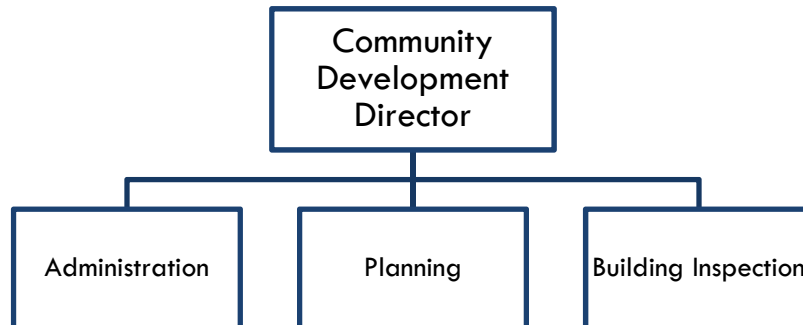 Community
Development
Director
Administration
Planning
Building Inspection